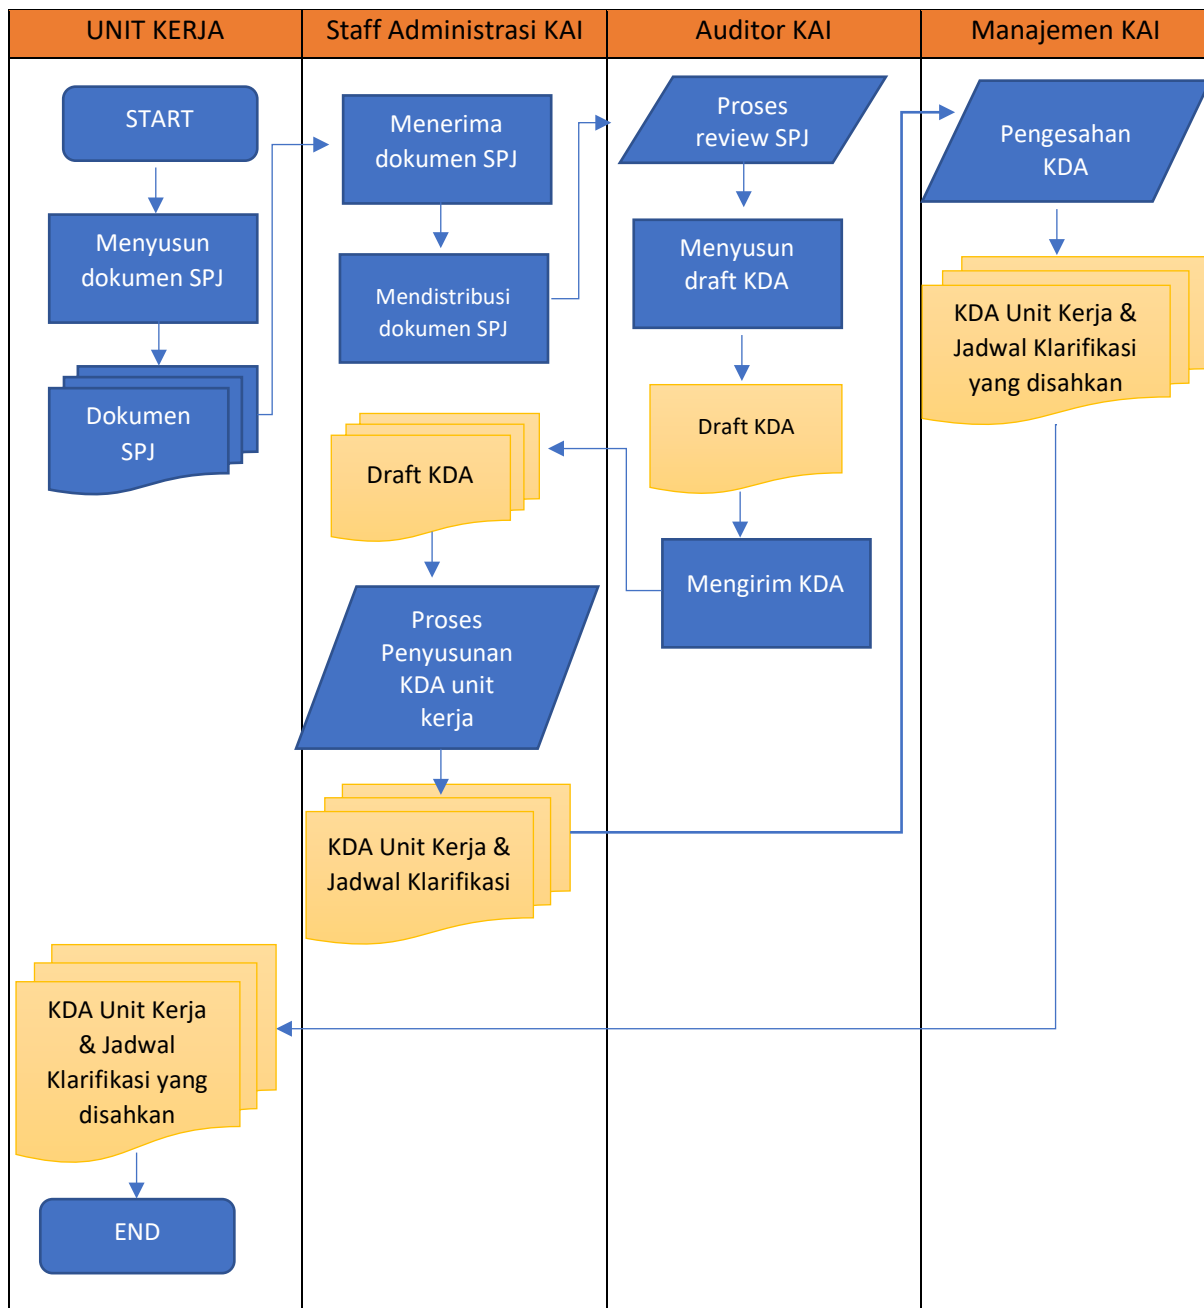 UNIT KERJA
Staff Administrasi KAI
Auditor KAI
Manajemen KAI
START
Menyusun
dokumen SPJ
Dokumen
SPJ
Menerima
dokumen SPJ
Mendistribusi
dokumen SPJ
Proses
review SPJ
Menyusun
draft KDA
Draft KDA
Mengirim KDA
Draft KDA
Proses
Penyusunan
KDA unit
kerja
KDA Unit Kerja &
Jadwal Klarifikasi
Pengesahan
KDA
KDA Unit Kerja &
Jadwal Klarifikasi
yang disahkan
KDA Unit Kerja
& Jadwal
Klarifikasi yang
disahkan
END